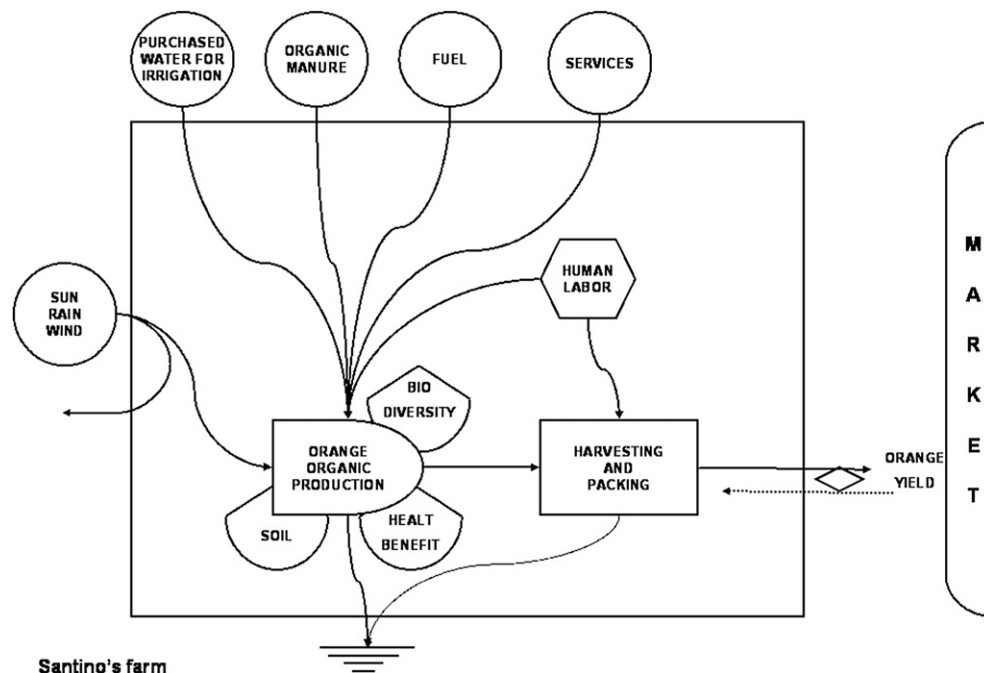 PURCHASED
WATER FOR
IRRIGATION
ORGANIC
MANURE
FUEL
SERVICES
SUN
RAIN
WIND
HUMAN
LABOR
BIO
DIVERSITY
ORANGE
ORGANIC
PRODUCTION
SOIL
HEALT
BENEFIT
HARVESTING
AND
PACKING
ORANGE
YIELD
M
A
R
K
E
T
Santino's farm